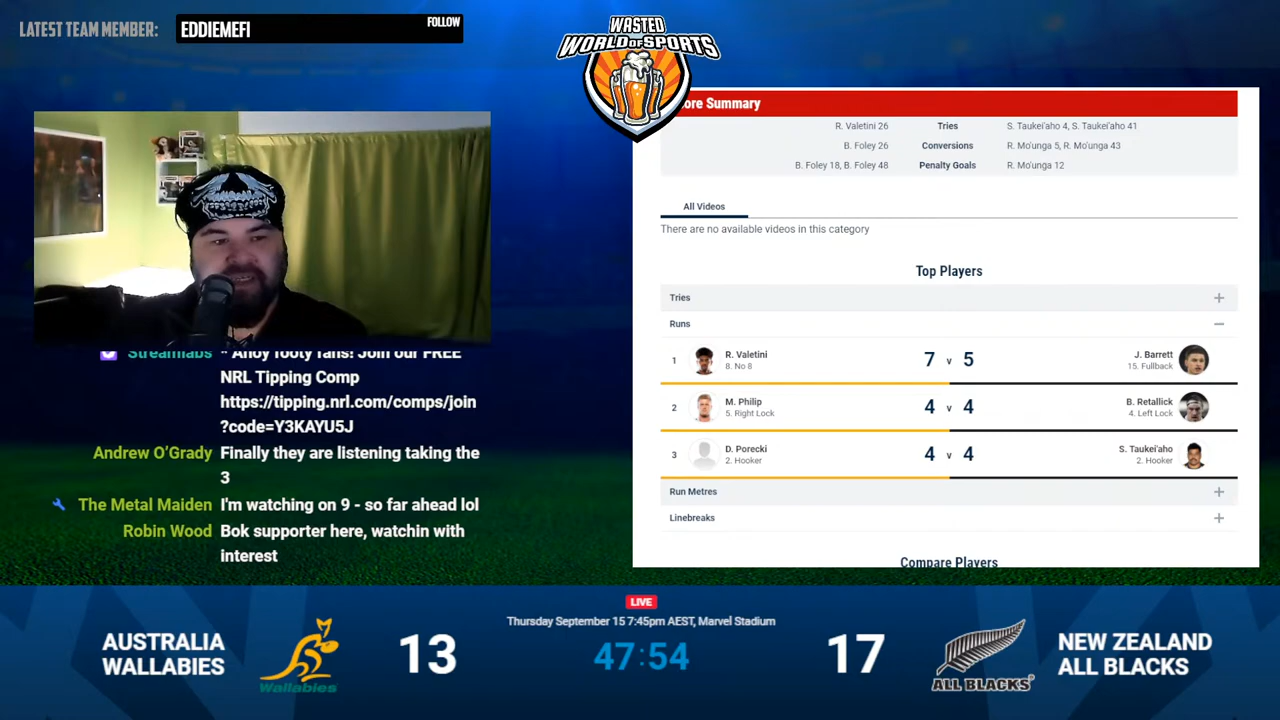 LATEST TEAM MEMBER:
EDDIEMEFI
FOLLOW
WASTED
WORLD OF SPORTS
Streamlabs * Ahoy footy fans! Join our FREE
NRL Tipping Comp
https://tipping.nrl.com/comps/join
?code=Y3KAYU5J
Andrew O'Grady Finally they are listening taking the
3
The Metal Maiden I'm watching on 9 - so far ahead lol
Robin Wood Bok supporter here, watchin with
interest
ore Summary
R. Valetini 26 Tries S. Taukei'aho 4, S. Taukei'aho 41
B. Foley 26 Conversions R. Mo'unga 5, R. Mo'unga 43
B. Foley 18, B. Foley 48 Penalty Goals R. Mo'unga 12
All Videos
There are no available videos in this category
Top Players
Tries
Runs
1 R. Valetini 7 v 5 J. Barrett
8. No 8 15. Fullback
2 M. Philip 4 v 4 B. Retallick
5. Right Lock 4. Left Lock
3 D. Porecki 4 v 4 S. Taukei'aho
2. Hooker 2. Hooker
Run Metres
Linebreaks
Compare Players
LIVE
Thursday September 15 7:45pm AEST, Marvel Stadium
AUSTRALIA
WALLABIES
Wallabies
13
47:54
17
ALL BLACKS
NEW ZEALAND
ALL BLACKS